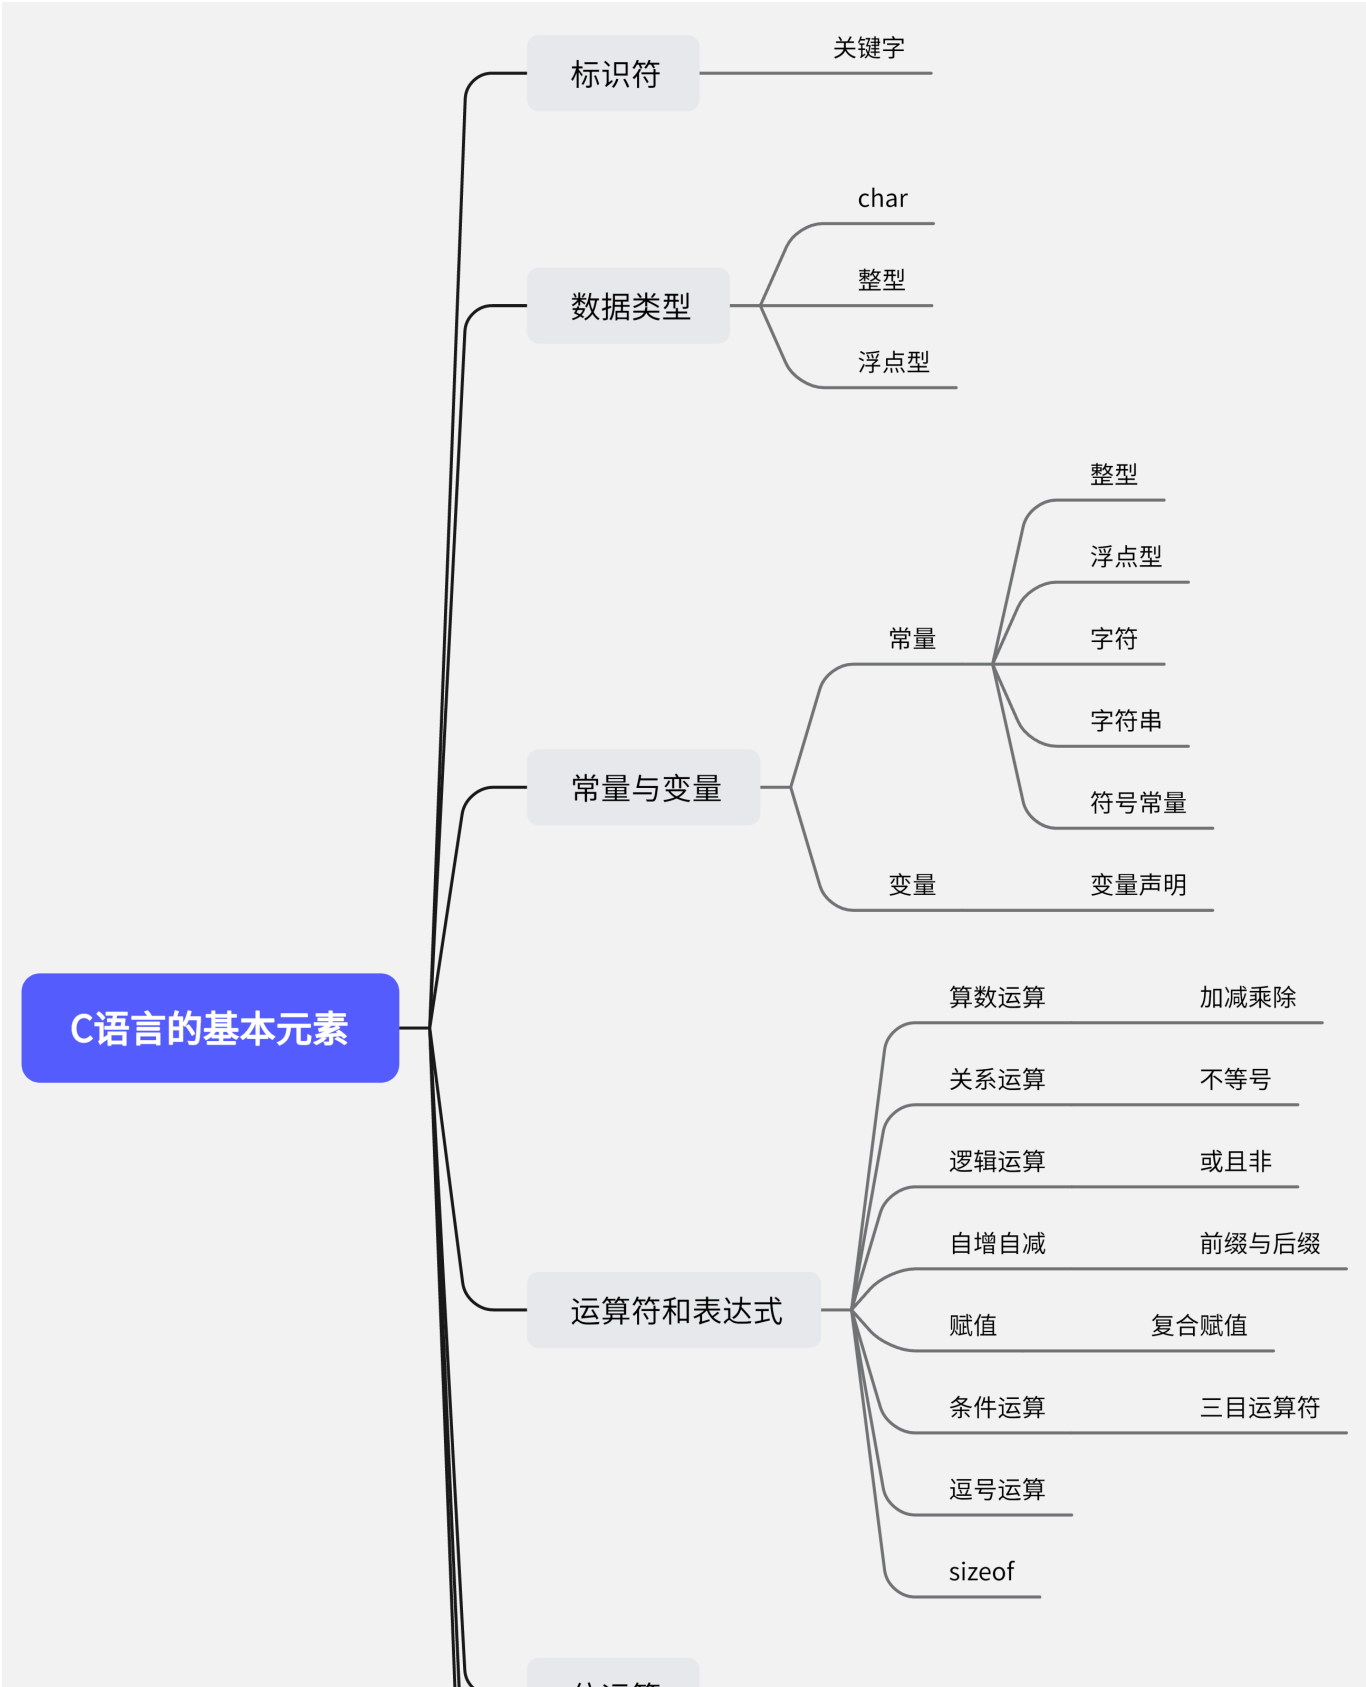 标识符
关键字
数据类型
char
整型
浮点型
常量与变量
常量
整型
浮点型
字符
字符串
符号常量
变量
变量声明
C语言的基本元素
运算符和表达式
算数运算
加减乘除
关系运算
不等号
逻辑运算
或且非
自增自减
前缀与后缀
赋值
复合赋值
条件运算
三目运算符
逗号运算
sizeof
位运算